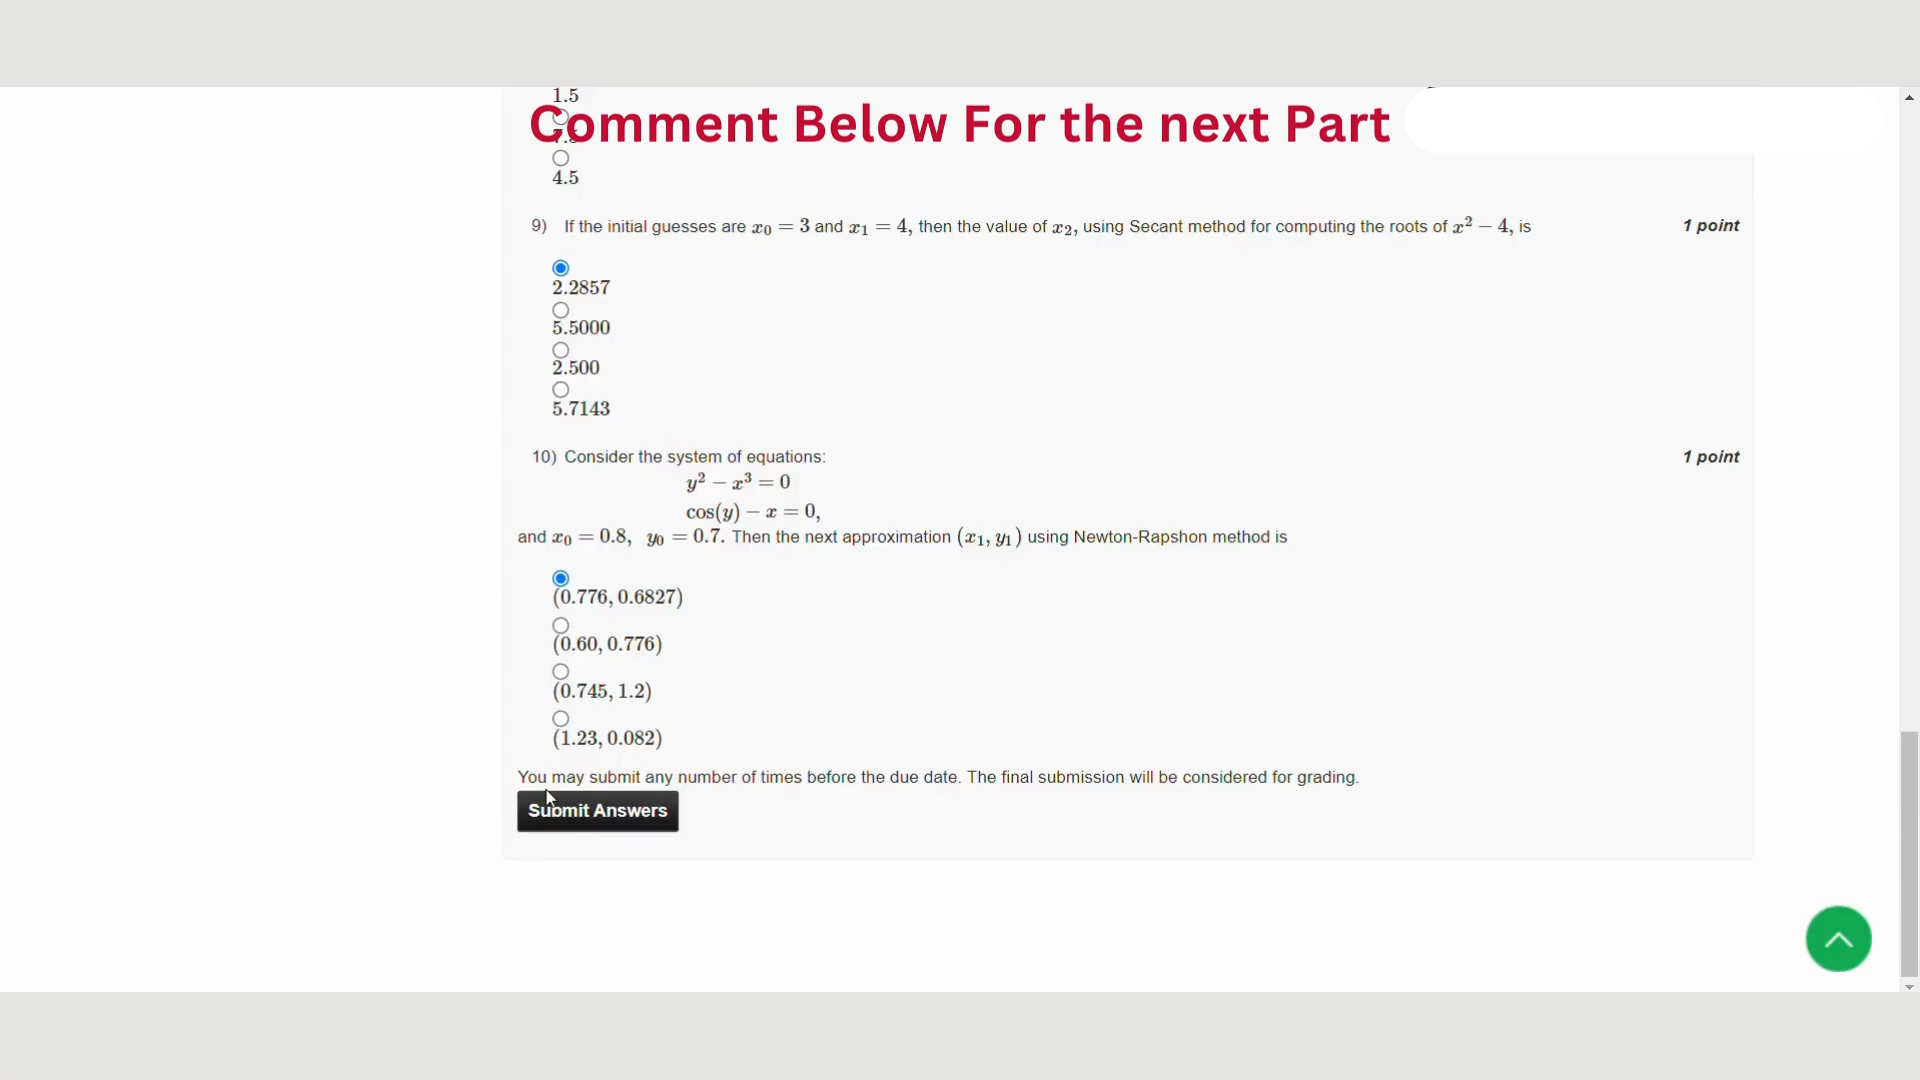 1.5
Comment Below For the next Part
4.5
9) If the initial guesses are x₀ = 3 and x₁ = 4, then the value of x₂, using Secant method for computing the roots of x² − 4, is 1 point
2.2857
5.5000
2.500
5.7143
10) Consider the system of equations: 1 point
y² − x³ = 0
cos(y) − x = 0,
and x₀ = 0.8, y₀ = 0.7. Then the next approximation (x₁, y₁) using Newton-Rapshon method is
(0.776, 0.6827)
(0.60, 0.776)
(0.745, 1.2)
(1.23, 0.082)
You may submit any number of times before the due date. The final submission will be considered for grading.
Submit Answers